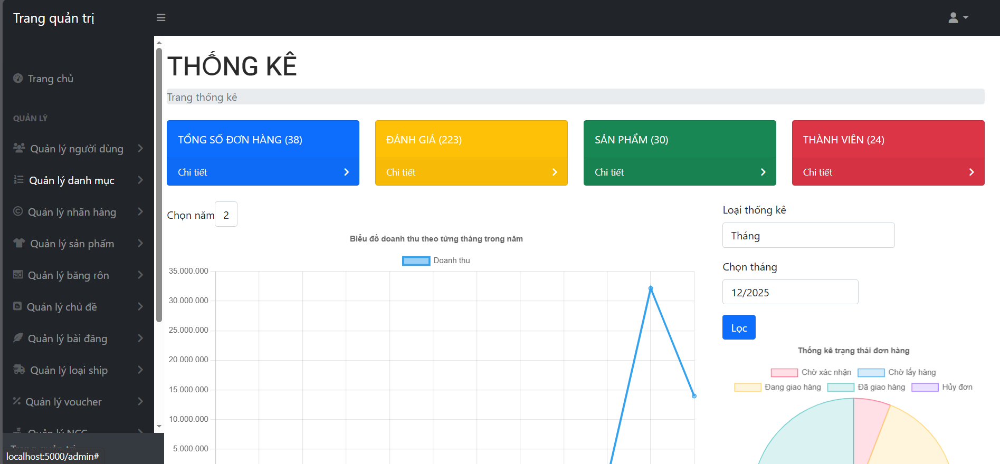 Trang quản trị
Trang chủ
QUẢN LÝ
Quản lý người dùng
Quản lý danh mục
Quản lý nhãn hàng
Quản lý sản phẩm
ad
Quản lý băng rôn
Quản lý chủ đề
Quản lý bài đăng
Quản lý loại ship
Quản lý voucher
Quản lý NCC
Trang quản trị
localhost:5000/admin#
THỐNG KÊ
Trang thống kê
TỔNG SỐ ĐƠN HÀNG (38)
Chi tiết
ĐÁNH GIÁ (223)
Chi tiết
SẢN PHẨM (30)
Chi tiết
THÀNH VIÊN (24)
Chi tiết
Chọn năm 2
Biểu đồ doanh thu theo từng tháng trong năm
Doanh thu
35.000.000
30.000.000
25.000.000
20.000.000
15.000.000
10.000.000
5.000.000
Loại thống kê
Tháng
Chọn tháng
12/2025
Lọc
Thống kê trạng thái đơn hàng
Chờ xác nhận Chờ lấy hàng
Đang giao hàng Đã giao hàng Hủy đơn